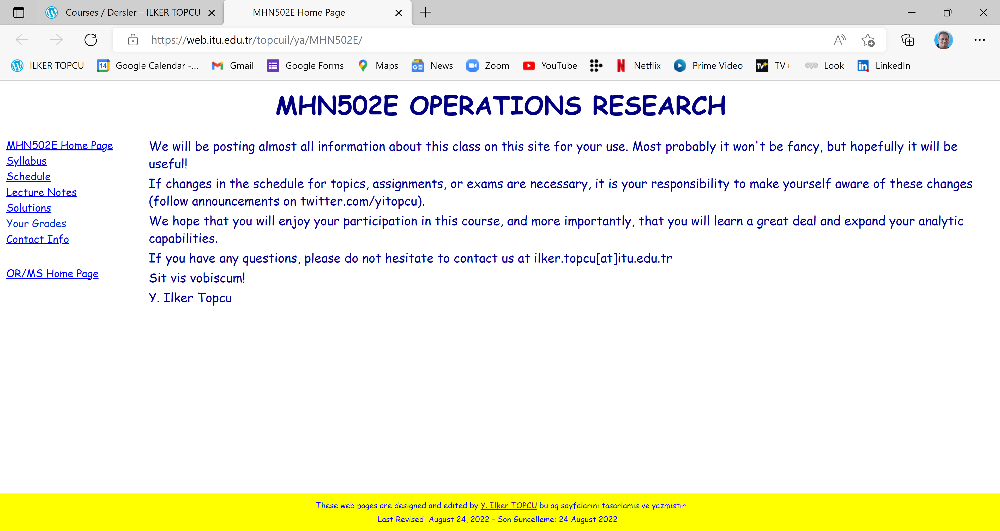 Courses / Dersler – ILKER TOPCU
MHN502E Home Page
https://web.itu.edu.tr/topcuil/ya/MHN502E/
ILKER TOPCU
14
Google Calendar -...
Gmail
Google Forms
Maps
News
Zoom
YouTube
Netflix
Prime Video
TV+
Look
LinkedIn
MHN502E OPERATIONS RESEARCH
MHN502E Home Page
Syllabus
Schedule
Lecture Notes
Solutions
Your Grades
Contact Info
OR/MS Home Page
We will be posting almost all information about this class on this site for your use. Most probably it won't be fancy, but hopefully it will be
useful!
If changes in the schedule for topics, assignments, or exams are necessary, it is your responsibility to make yourself aware of these changes
(follow announcements on twitter.com/yitopcu).
We hope that you will enjoy your participation in this course, and more importantly, that you will learn a great deal and expand your analytic
capabilities.
If you have any questions, please do not hesitate to contact us at ilker.topcu[at]itu.edu.tr
Sit vis vobiscum!
Y. Ilker Topcu
These web pages are designed and edited by Y. Ilker TOPCU bu ag sayfalarini tasarlamis ve yazmistir
Last Revised: August 24, 2022 - Son Güncelleme: 24 August 2022